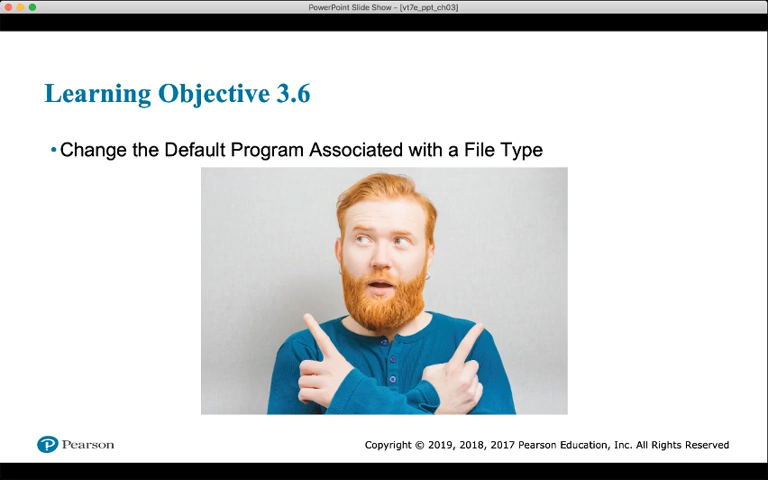 PowerPoint Slide Show - [vt7e_ppt_ch03]
Learning Objective 3.6
• Change the Default Program Associated with a File Type
P Pearson
Copyright © 2019, 2018, 2017 Pearson Education, Inc. All Rights Reserved